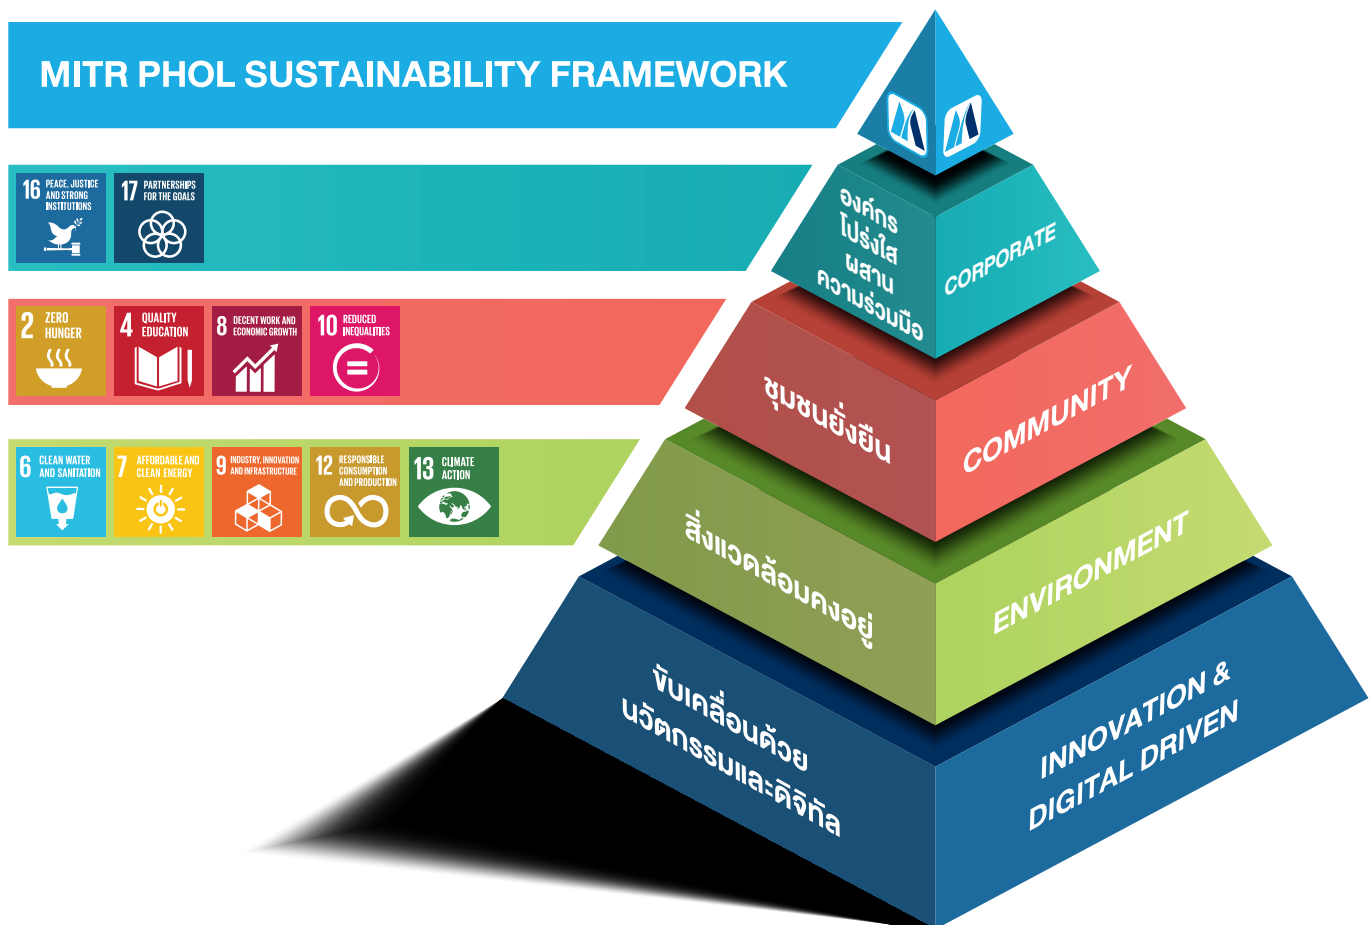 MITR PHOL SUSTAINABILITY FRAMEWORK
16 PEACE, JUSTICE
AND STRONG
INSTITUTIONS
17 PARTNERSHIPS
FOR THE GOALS
องค์กร
โปร่งใส
ผสาน
ความร่วมมือ
CORPORATE
2 ZERO
HUNGER
4 QUALITY
EDUCATION
8 DECENT WORK AND
ECONOMIC GROWTH
10 REDUCED
INEQUALITIES
ชุมชนยั่งยืน
COMMUNITY
6 CLEAN WATER
AND SANITATION
7 AFFORDABLE AND
CLEAN ENERGY
9 INDUSTRY, INNOVATION
AND INFRASTRUCTURE
12 RESPONSIBLE
CONSUMPTION
AND PRODUCTION
13 CLIMATE
ACTION
สิ่งแวดล้อมคงอยู่
ENVIRONMENT
ขับเคลื่อนด้วย
นวัตกรรมและดิจิทัล
INNOVATION &
DIGITAL DRIVEN